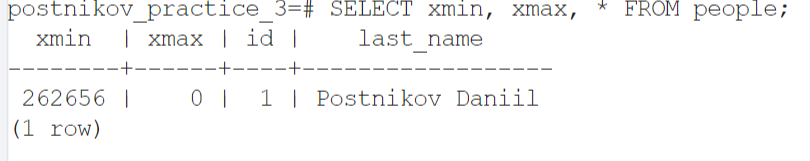 postnikov_practice_3=# SELECT xmin, xmax, * FROM people;
  xmin  | xmax | id |    last_name
--------+------+----+------------------
 262656 |    0 |  1 | Postnikov Daniil
(1 row)